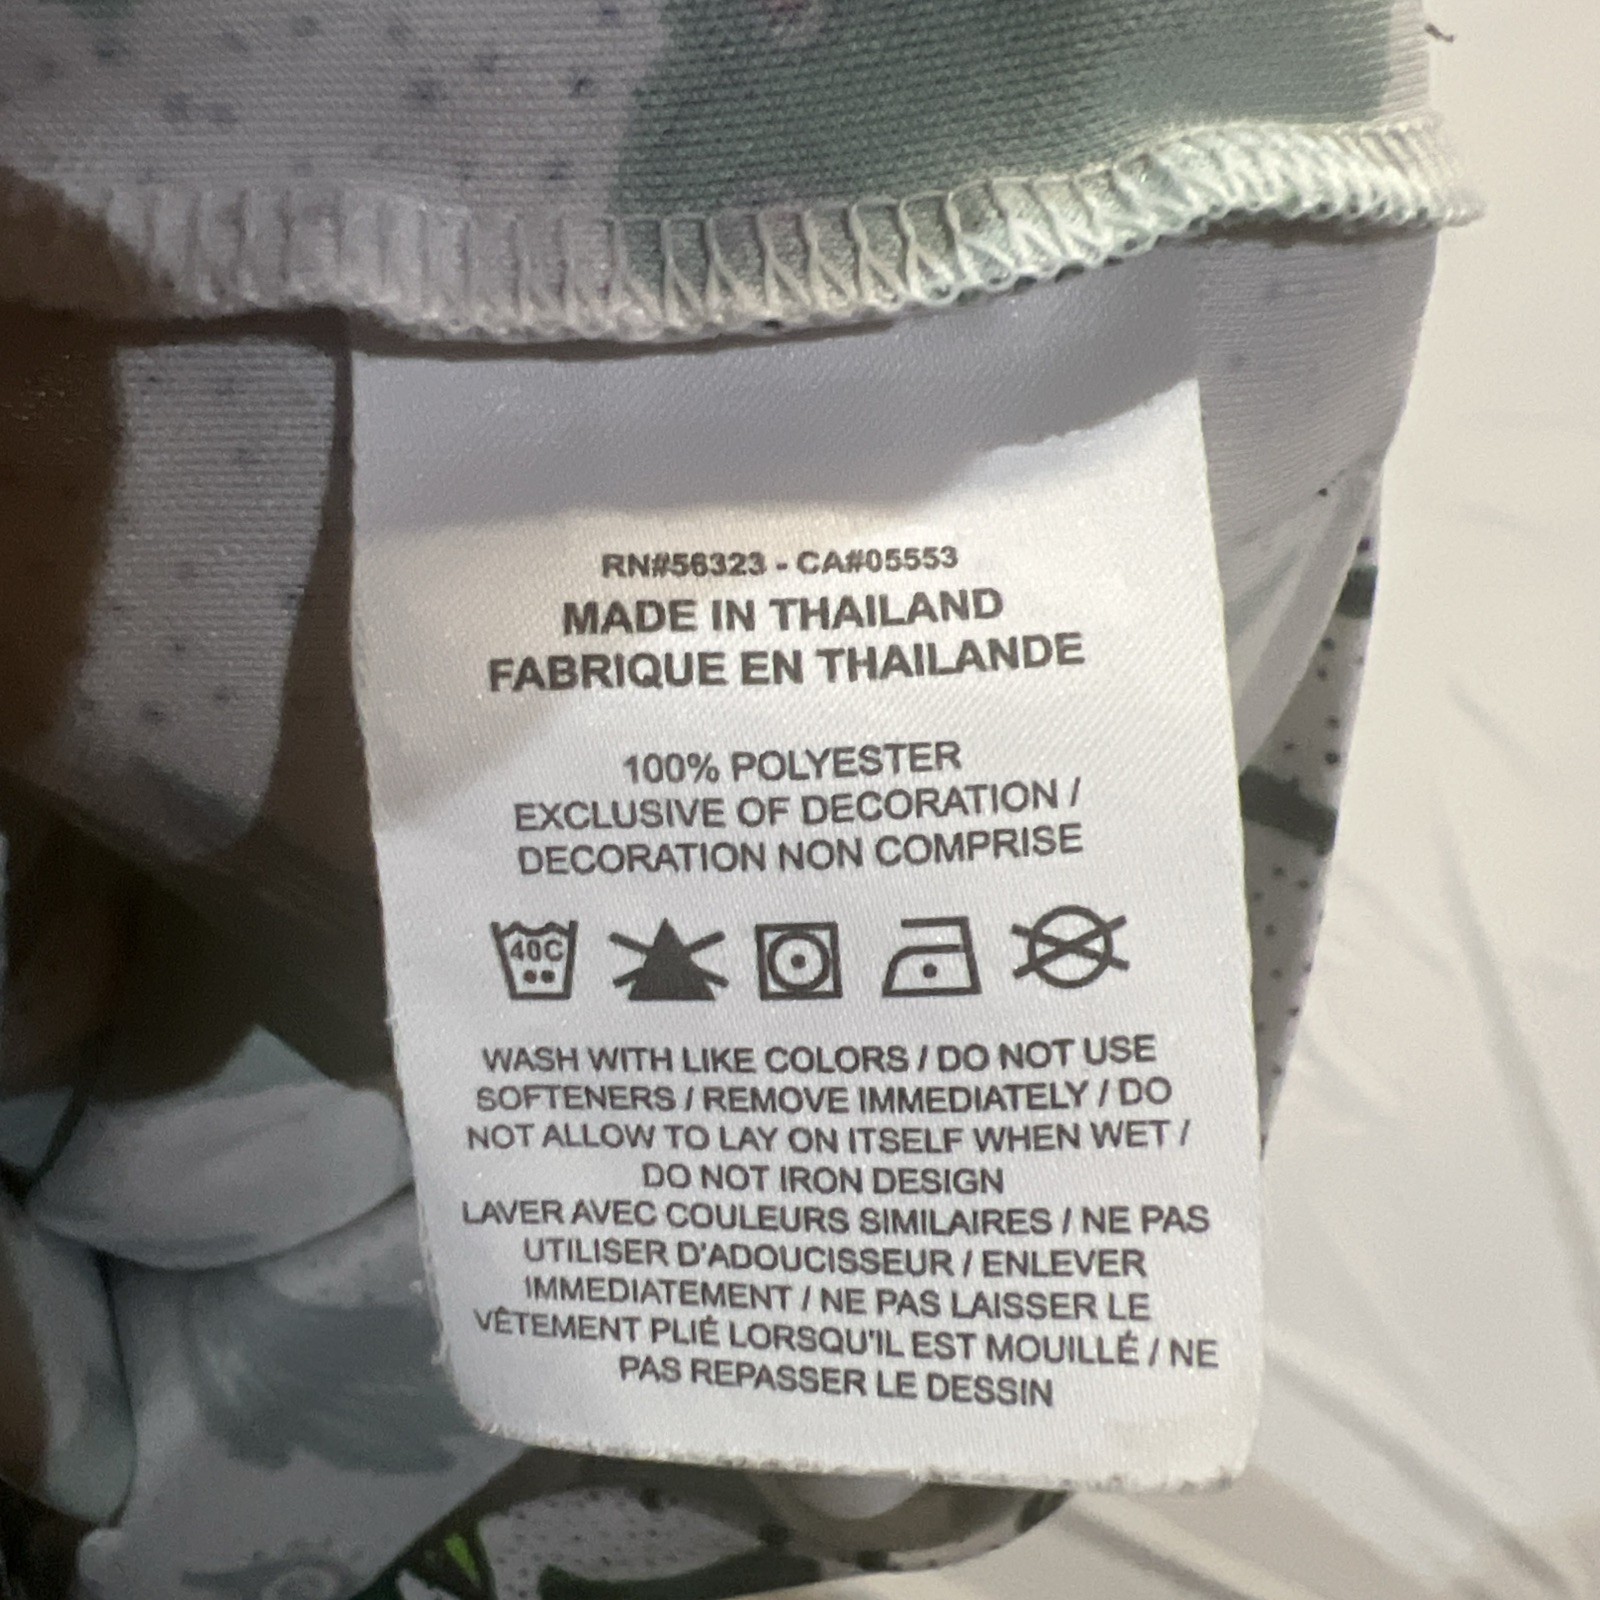 RN#56323 - CA#05553
MADE IN THAILAND
FABRIQUE EN THAILANDE
100% POLYESTER
EXCLUSIVE OF DECORATION /
DECORATION NON COMPRISE
40C
WASH WITH LIKE COLORS / DO NOT USE
SOFTENERS / REMOVE IMMEDIATELY / DO
NOT ALLOW TO LAY ON ITSELF WHEN WET /
DO NOT IRON DESIGN
LAVER AVEC COULEURS SIMILAIRES / NE PAS
UTILISER D'ADOUCISSEUR / ENLEVER
IMMEDIATEMENT / NE PAS LAISSER LE
VÊTEMENT PLIÉ LORSQU'IL EST MOUILLÉ / NE
PAS REPASSER LE DESSIN